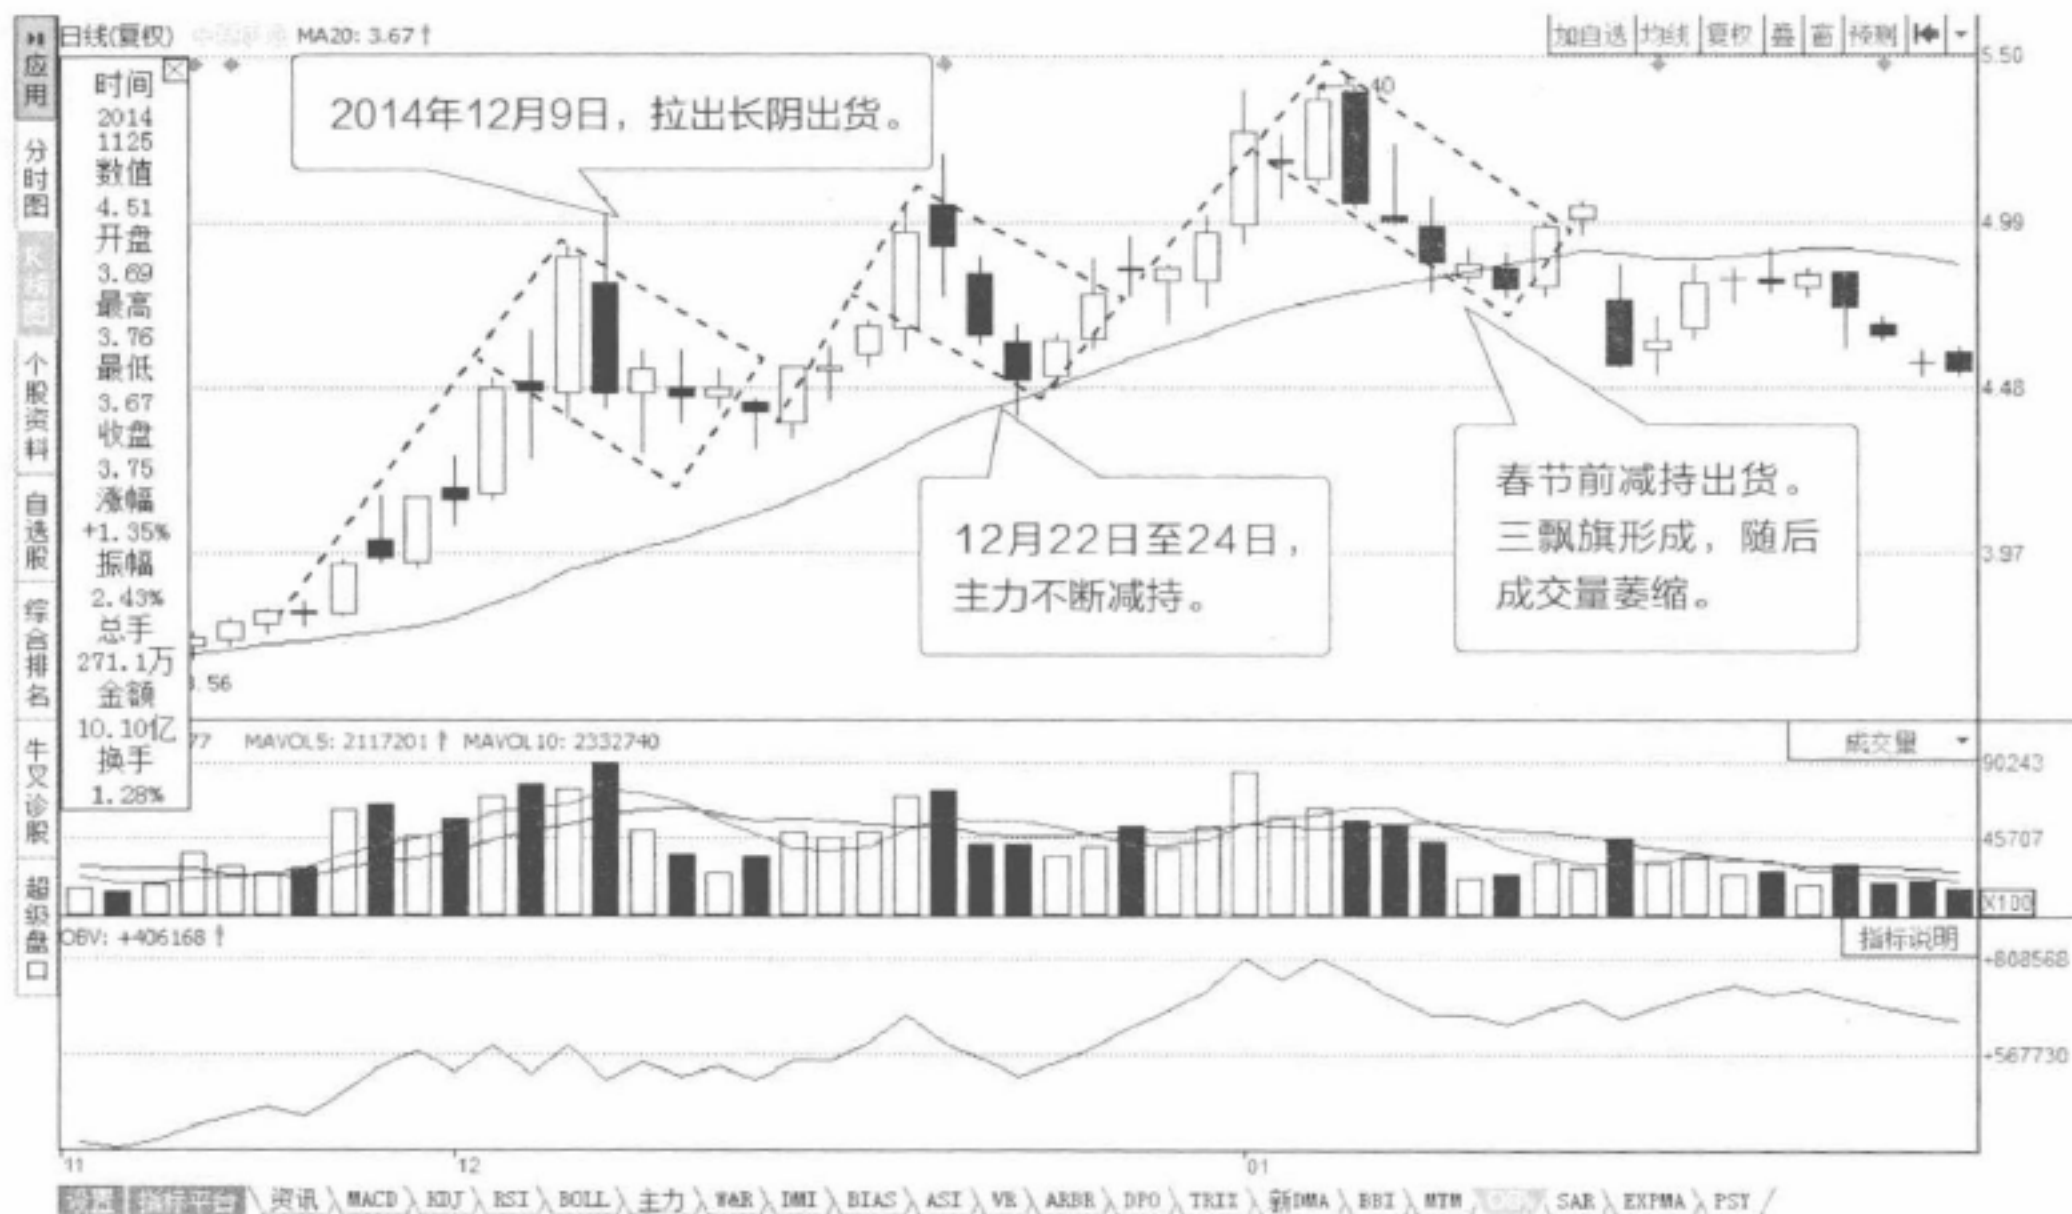 日线(复权) MA20: 3.67↑
加自选 均线 复权 叠 窗 预测
应用
分时图
个股资料
自选股
综合排名
牛叉诊股
超级盘口
时间
2014
1125
数值
4.51
开盘
3.69
最高
3.76
最低
3.67
收盘
3.75
涨幅
+1.35%
振幅
2.43%
总手
271.1万
金额
10.10亿
换手
1.28%
2014年12月9日，拉出长阴出货。
12月22日至24日，
主力不断减持。
春节前减持出货。
三飘旗形成，随后
成交量萎缩。
5.50
4.99
4.48
3.97
77 MAVOL5: 2117201↑ MAVOL10: 2332740
成交量
90243
45707
X100
OBV: +406168↑
指标说明
+808568
+567730
11 12 01
设置 指标平台 资讯 MACD KDJ RSI BOLL 主力 W&R DMI BIAS ASI VR ARBR DPO TRIX 新DMA BBI MTM SAR EXPMA PSY